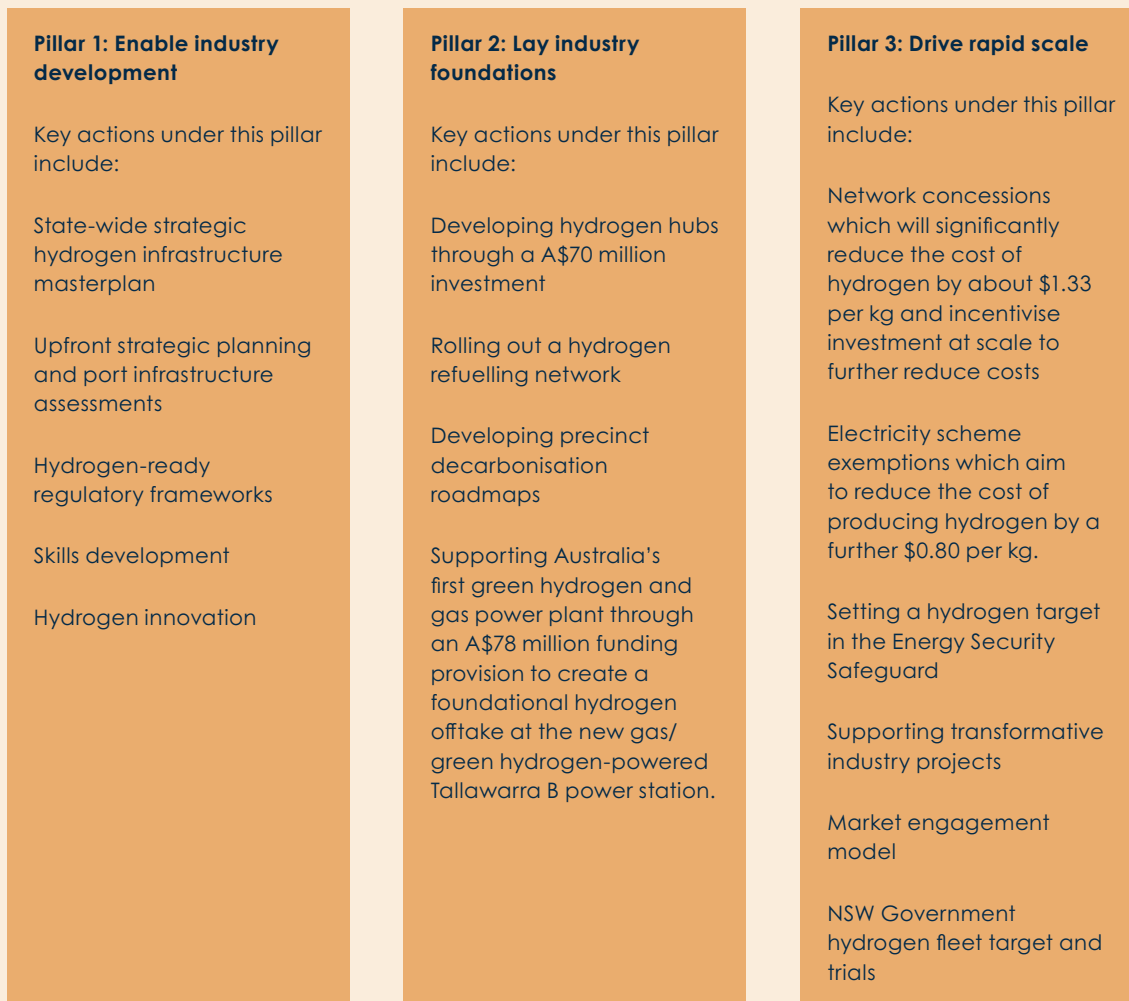 Pillar 1: Enable industry
development
Key actions under this pillar
include:
State-wide strategic
hydrogen infrastructure
masterplan
Upfront strategic planning
and port infrastructure
assessments
Hydrogen-ready
regulatory frameworks
Skills development
Hydrogen innovation
Pillar 2: Lay industry
foundations
Key actions under this pillar
include:
Developing hydrogen hubs
through a A$70 million
investment
Rolling out a hydrogen
refuelling network
Developing precinct
decarbonisation
roadmaps
Supporting Australia’s
first green hydrogen and
gas power plant through
an A$78 million funding
provision to create a
foundational hydrogen
offtake at the new gas/
green hydrogen-powered
Tallawarra B power station.
Pillar 3: Drive rapid scale
Key actions under this pillar
include:
Network concessions
which will significantly
reduce the cost of
hydrogen by about $1.33
per kg and incentivise
investment at scale to
further reduce costs
Electricity scheme
exemptions which aim
to reduce the cost of
producing hydrogen by a
further $0.80 per kg.
Setting a hydrogen target
in the Energy Security
Safeguard
Supporting transformative
industry projects
Market engagement
model
NSW Government
hydrogen fleet target and
trials